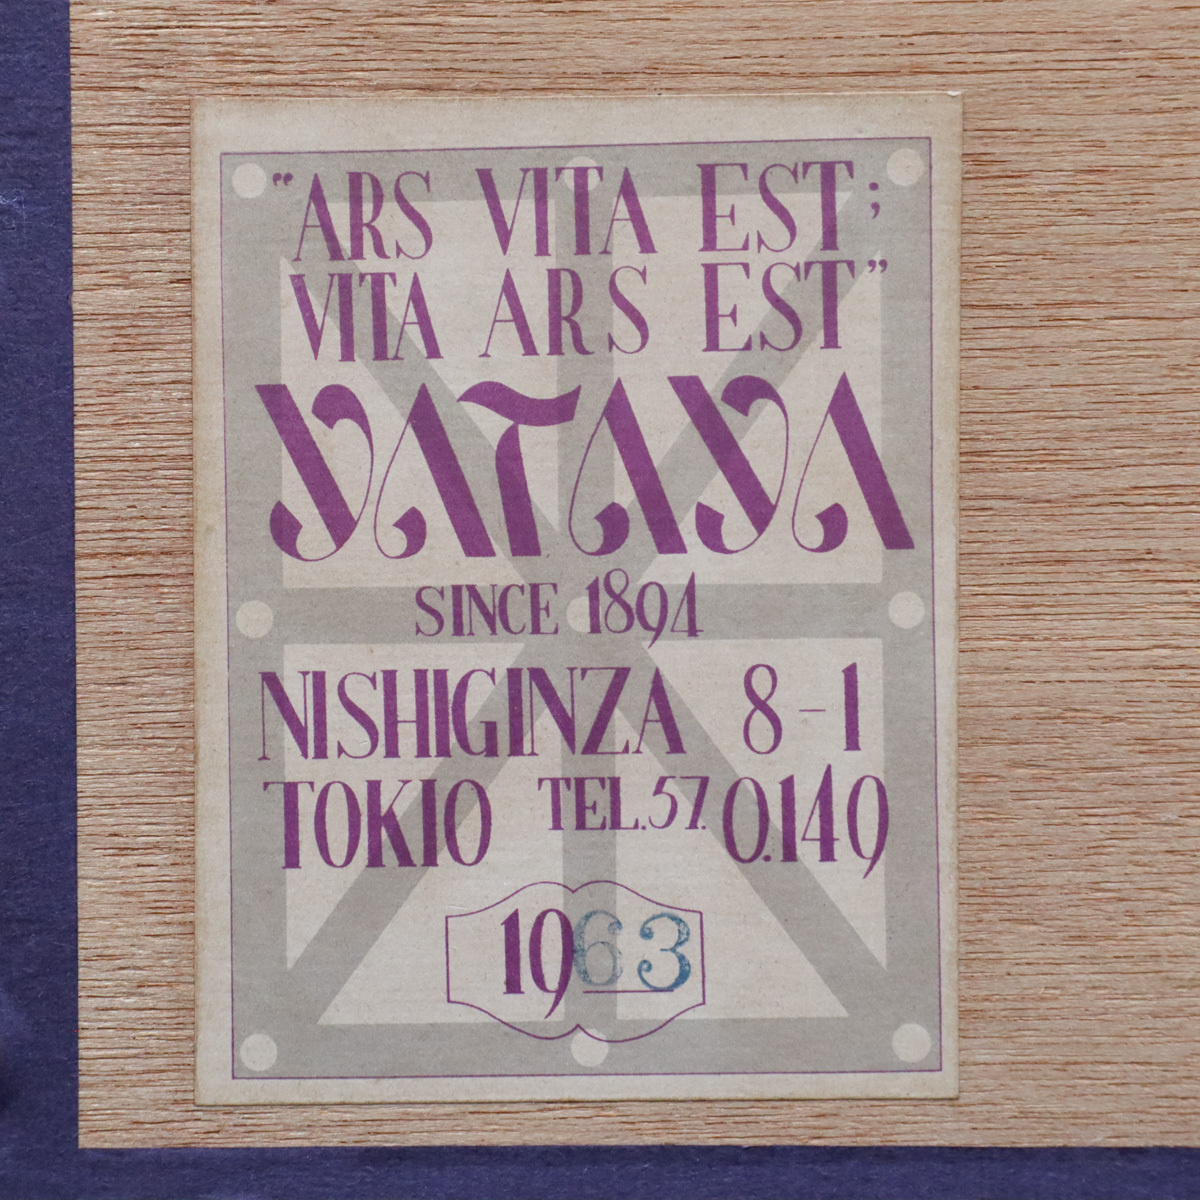 "ARS VITA EST;
VITA ARS EST"
YATAYA
SINCE 1894
NISHIGINZA 8-1
TOKIO TEL.57.0.149
1963